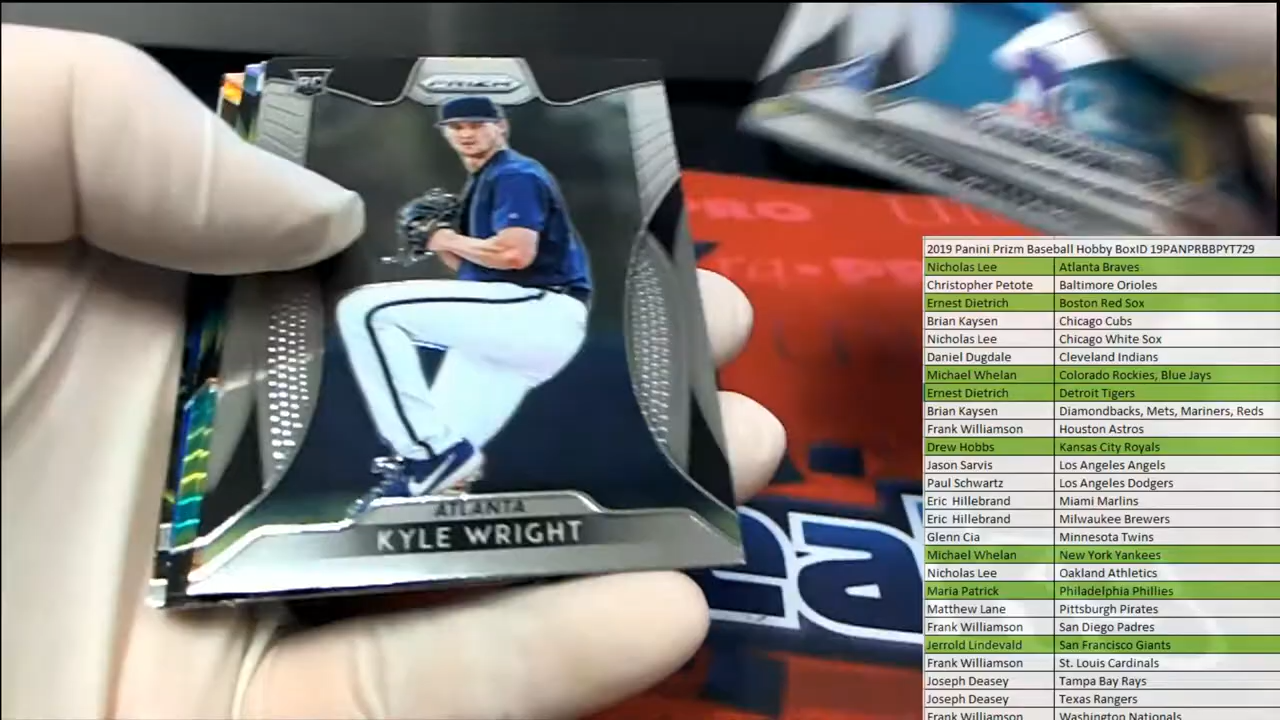 RC
PRIZM
ATLANTA
KYLE WRIGHT
PRO
2019 Panini Prizm Baseball Hobby BoxID 19PANPRBBPYT729
Nicholas Lee Atlanta Braves
Christopher Petote Baltimore Orioles
Ernest Dietrich Boston Red Sox
Brian Kaysen Chicago Cubs
Nicholas Lee Chicago White Sox
Daniel Dugdale Cleveland Indians
Michael Whelan Colorado Rockies, Blue Jays
Ernest Dietrich Detroit Tigers
Brian Kaysen Diamondbacks, Mets, Mariners, Reds
Frank Williamson Houston Astros
Drew Hobbs Kansas City Royals
Jason Sarvis Los Angeles Angels
Paul Schwartz Los Angeles Dodgers
Eric Hillebrand Miami Marlins
Eric Hillebrand Milwaukee Brewers
Glenn Cia Minnesota Twins
Michael Whelan New York Yankees
Nicholas Lee Oakland Athletics
Maria Patrick Philadelphia Phillies
Matthew Lane Pittsburgh Pirates
Frank Williamson San Diego Padres
Jerrold Lindevald San Francisco Giants
Frank Williamson St. Louis Cardinals
Joseph Deasey Tampa Bay Rays
Joseph Deasey Texas Rangers
Frank Williamson Washington Nationals